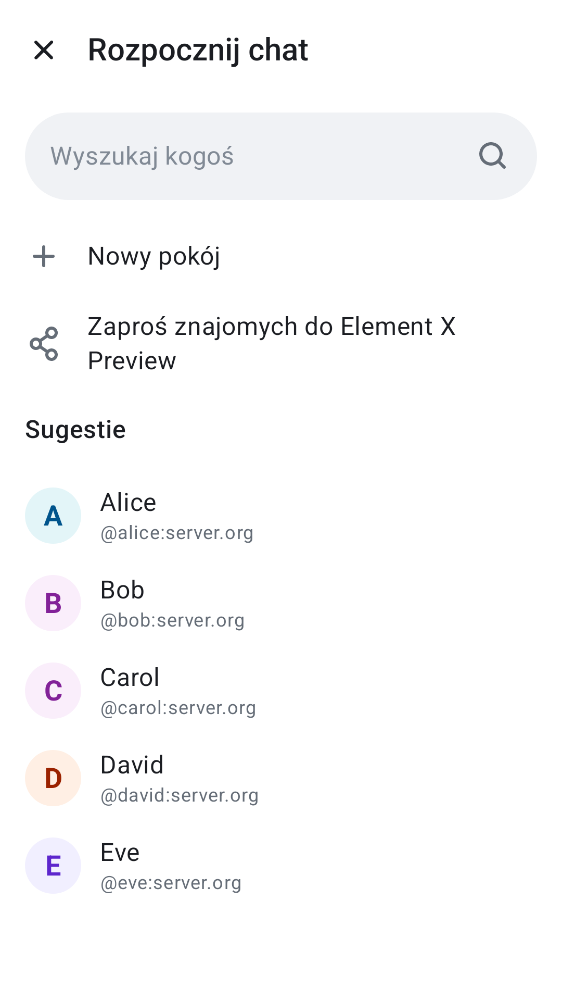 Rozpocznij chat
Wyszukaj kogoś
Nowy pokój
Zaproś znajomych do Element X
Preview
Sugestie
A
Alice
@alice:server.org
B
Bob
@bob:server.org
C
Carol
@carol:server.org
D
David
@david:server.org
E
Eve
@eve:server.org